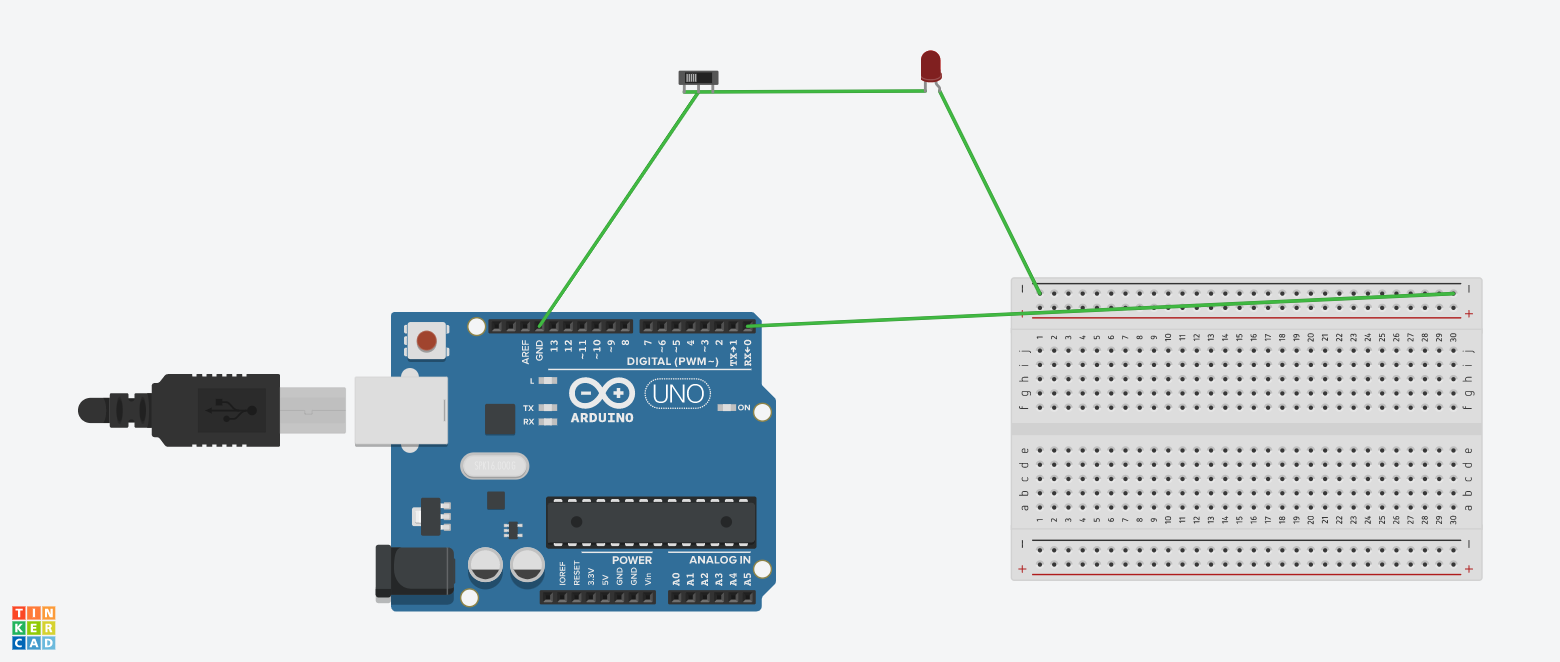 AREF
GND
13
12
~11
~10
~9
8
7
~6
~5
4
~3
2
TX→1
RX←0
DIGITAL (PWM~)
L
TX
RX
UNO
ARDUINO
ON
POWER
ANALOG IN
IOREF
RESET
3.3V
5V
GND
GND
Vin
A0
A1
A2
A3
A4
A5
− −
+ +
1 2 3 4 5 6 7 8 9 10 11 12 13 14 15 16 17 18 19 20 21 22 23 24 25 26 27 28 29 30
j j
i i
h h
g g
f f
e e
d d
c c
b b
a a
1 2 3 4 5 6 7 8 9 10 11 12 13 14 15 16 17 18 19 20 21 22 23 24 25 26 27 28 29 30
− −
+ +
TIN
KER
CAD